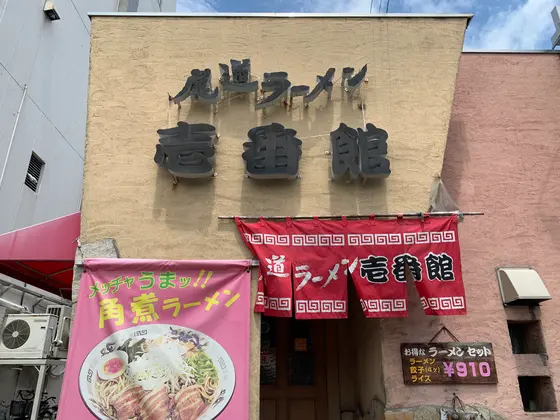 尾道ラーメン
壱番館
道ラーメン壱番館
メッチャうまッ!!
角煮ラーメン
お得な ラーメンセット
ラーメン
餃子(4ヶ)
ライス
¥910